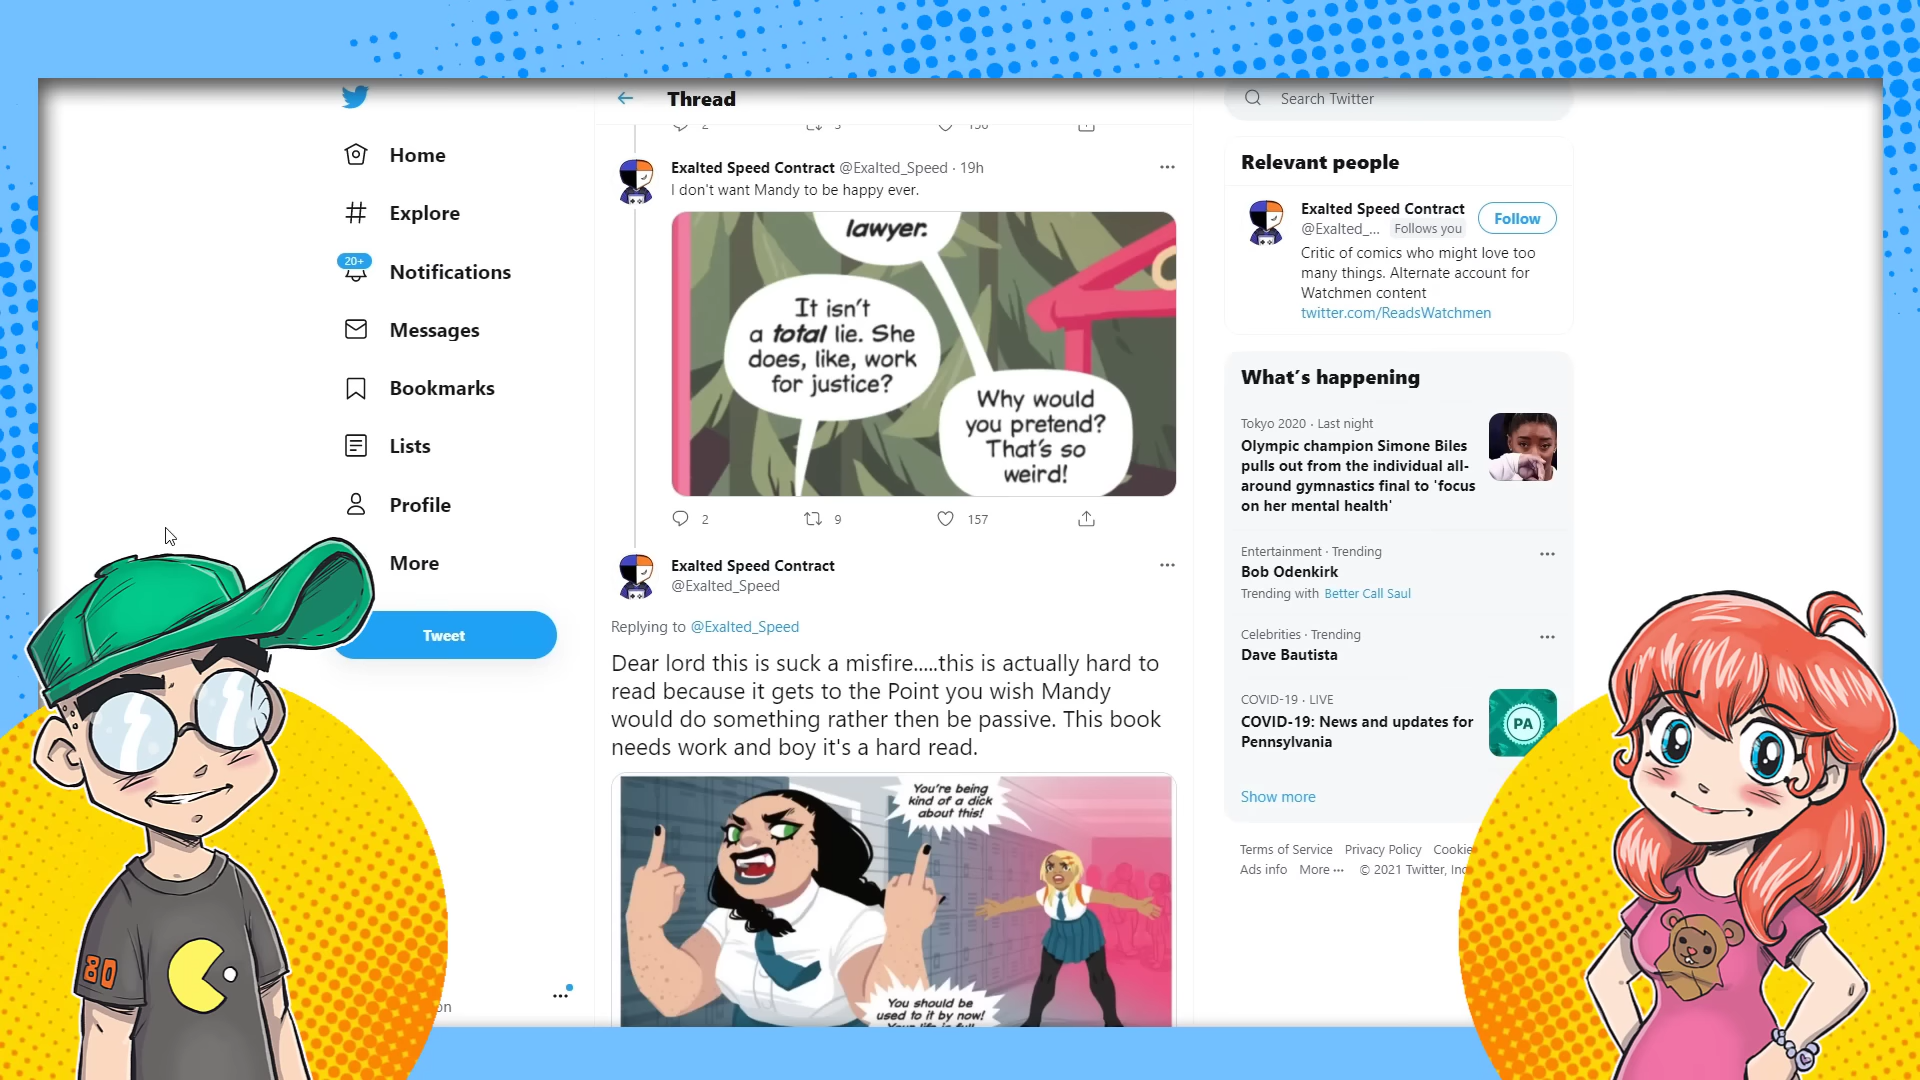 Home
Explore
20+
Notifications
Messages
Bookmarks
Lists
Profile
More
Tweet
Thread
2
Exalted Speed Contract @Exalted_Speed · 19h
I don't want Mandy to be happy ever.
lawyer.
It isn't
a total lie. She
does, like, work
for justice?
Why would
you pretend?
That's so
weird!
2
9
157
Exalted Speed Contract
@Exalted_Speed
Replying to @Exalted_Speed
Dear lord this is suck a misfire.....this is actually hard to
read because it gets to the Point you wish Mandy
would do something rather then be passive. This book
needs work and boy it's a hard read.
You're being
kind of a dick
about this!
You should be
used to it by now!
Search Twitter
Relevant people
Exalted Speed Contract
@Exalted_...
Follows you
Follow
Critic of comics who might love too
many things. Alternate account for
Watchmen content
twitter.com/ReadsWatchmen
What's happening
Tokyo 2020 · Last night
Olympic champion Simone Biles
pulls out from the individual all-
around gymnastics final to 'focus
on her mental health'
Entertainment · Trending
Bob Odenkirk
Trending with Better Call Saul
Celebrities · Trending
Dave Bautista
COVID-19 · LIVE
COVID-19: News and updates for
Pennsylvania
PA
Show more
Terms of Service Privacy Policy Cookie
Ads info More ··· © 2021 Twitter, Inc
80
on